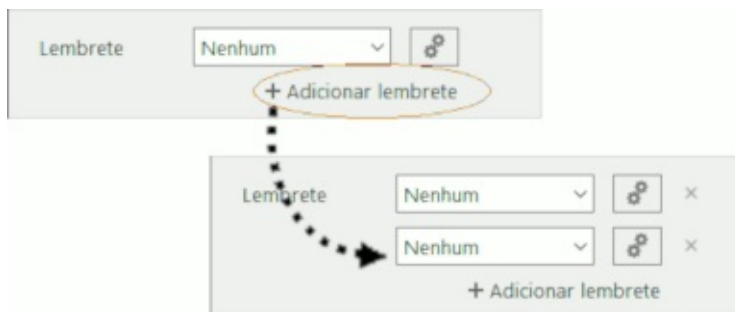 Lembrete Nenhum
+ Adicionar lembrete
Lembrete Nenhum ×
Nenhum ×
+ Adicionar lembrete